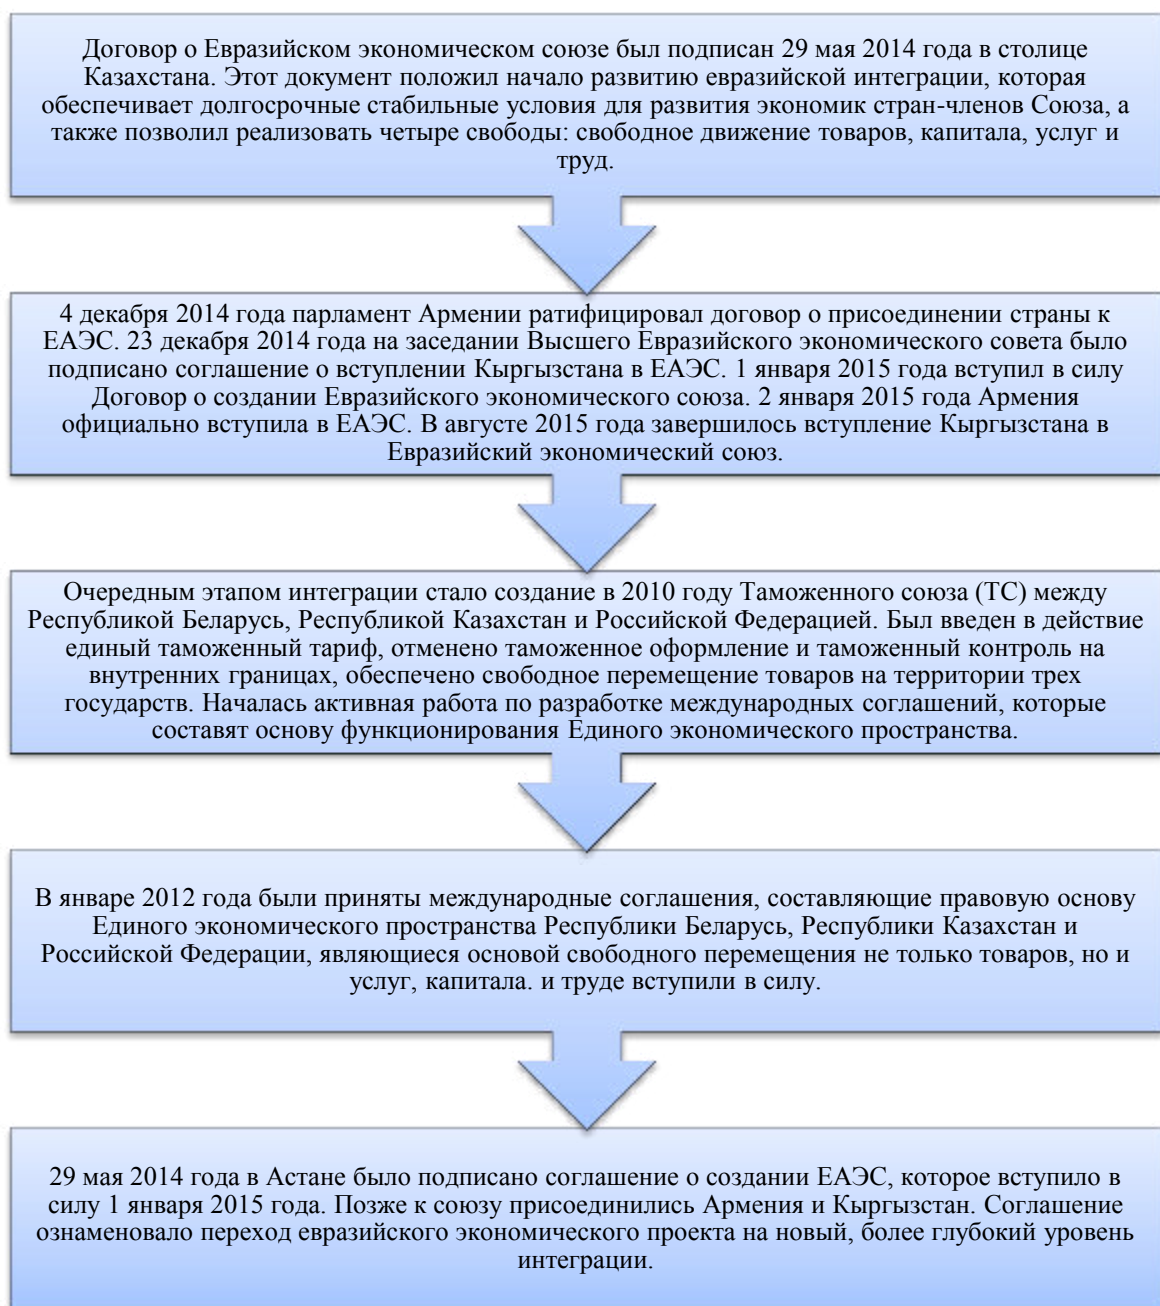 Договор о Евразийском экономическом союзе был подписан 29 мая 2014 года в столице
Казахстана. Этот документ положил начало развитию евразийской интеграции, которая
обеспечивает долгосрочные стабильные условия для развития экономик стран-членов Союза, а
также позволил реализовать четыре свободы: свободное движение товаров, капитала, услуг и
труд.
4 декабря 2014 года парламент Армении ратифицировал договор о присоединении страны к
ЕАЭС. 23 декабря 2014 года на заседании Высшего Евразийского экономического совета было
подписано соглашение о вступлении Кыргызстана в ЕАЭС. 1 января 2015 года вступил в силу
Договор о создании Евразийского экономического союза. 2 января 2015 года Армения
официально вступила в ЕАЭС. В августе 2015 года завершилось вступление Кыргызстана в
Евразийский экономический союз.
Очередным этапом интеграции стало создание в 2010 году Таможенного союза (ТС) между
Республикой Беларусь, Республикой Казахстан и Российской Федерацией. Был введен в действие
единый таможенный тариф, отменено таможенное оформление и таможенный контроль на
внутренних границах, обеспечено свободное перемещение товаров на территории трех
государств. Началась активная работа по разработке международных соглашений, которые
составят основу функционирования Единого экономического пространства.
В январе 2012 года были приняты международные соглашения, составляющие правовую основу
Единого экономического пространства Республики Беларусь, Республики Казахстан и
Российской Федерации, являющиеся основой свободного перемещения не только товаров, но и
услуг, капитала. и труде вступили в силу.
29 мая 2014 года в Астане было подписано соглашение о создании ЕАЭС, которое вступило в
силу 1 января 2015 года. Позже к союзу присоединились Армения и Кыргызстан. Соглашение
ознаменовало переход евразийского экономического проекта на новый, более глубокий уровень
интеграции.